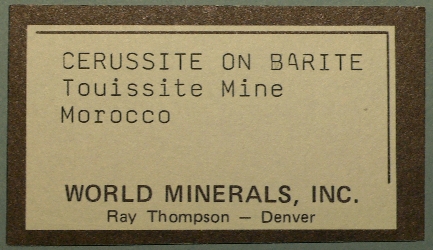 CERUSSITE ON BARITE
Touissite Mine
Morocco
WORLD MINERALS, INC.
Ray Thompson — Denver